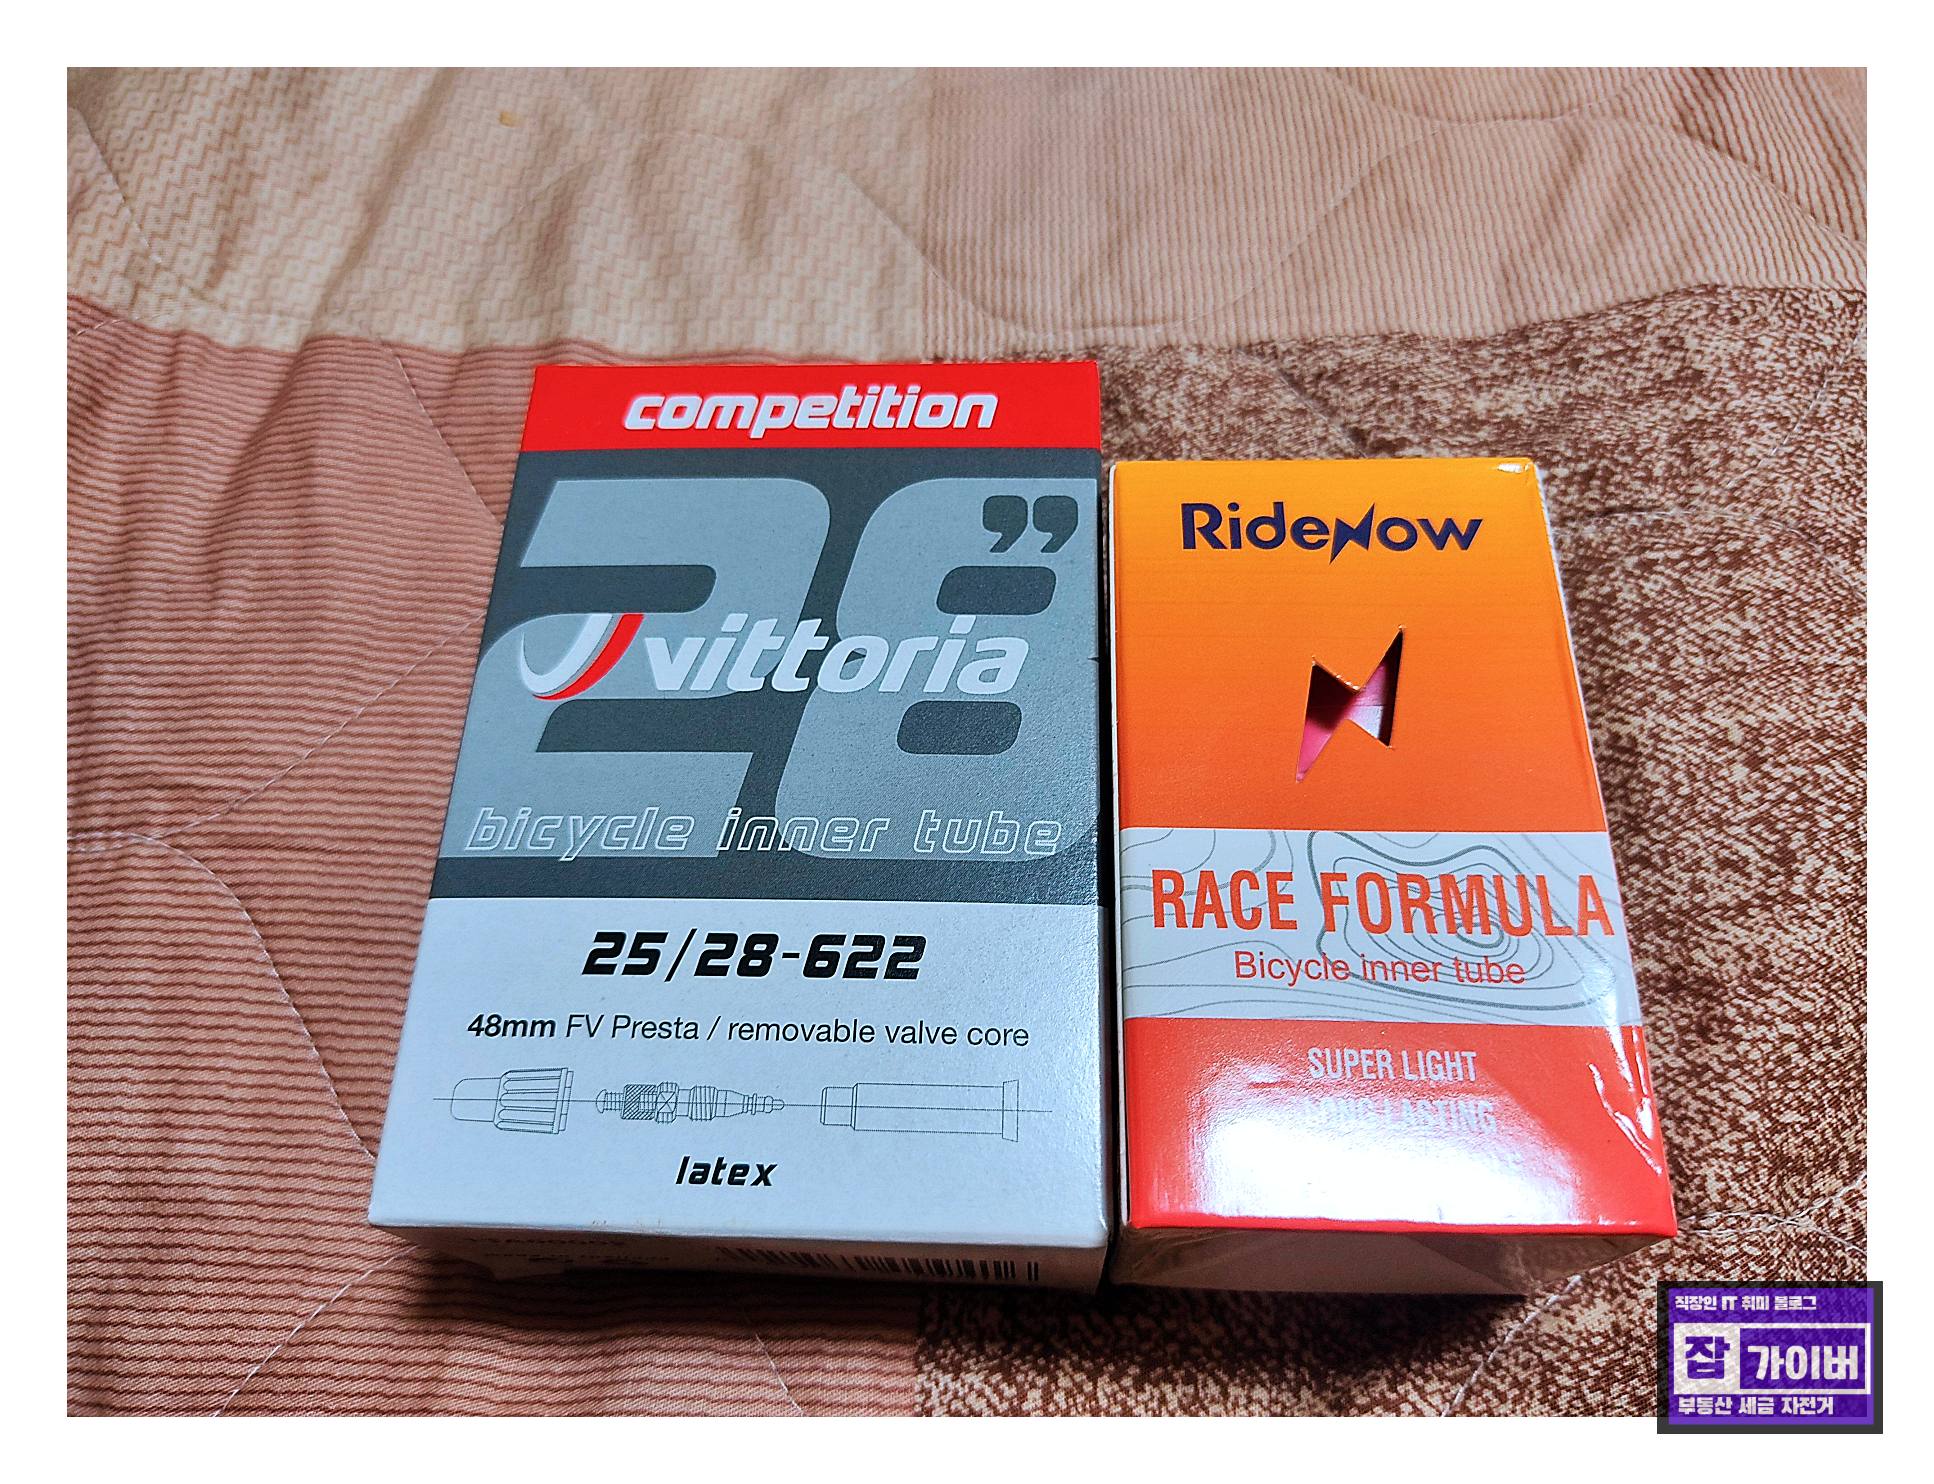 competition
28”
vittoria
bicycle inner tube
25/28-622
48mm FV Presta / removable valve core
latex
RideNow
RACE FORMULA
Bicycle inner tube
SUPER LIGHT
LONG LASTING
직장인 IT 취미 블로그
잡 가이버
부동산 세금 자전거